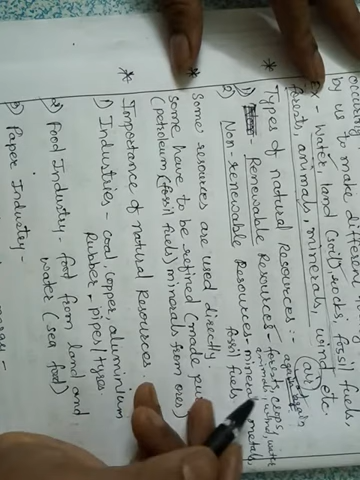 by us to make different
Ex - Water, land (soil), rocks, fossil fuels,
forests, animals, minerals, wind etc.
(air)
* Types of natural Resources :-
again
1) Renewable Resources - forests, crops,
animals, wind, water
2) Non-renewable Resources - minerals, metals,
fossil fuels.
* Some resources are used directly
Some have to be refined (made pure)
(petroleum (fossil fuels) minerals from ores)
* Importance of natural Resources
1) Industries - coal, copper, aluminium
Rubber - pipes / tyres.
2) Food Industry - food from land and
water (sea food)
3) Paper Industry -